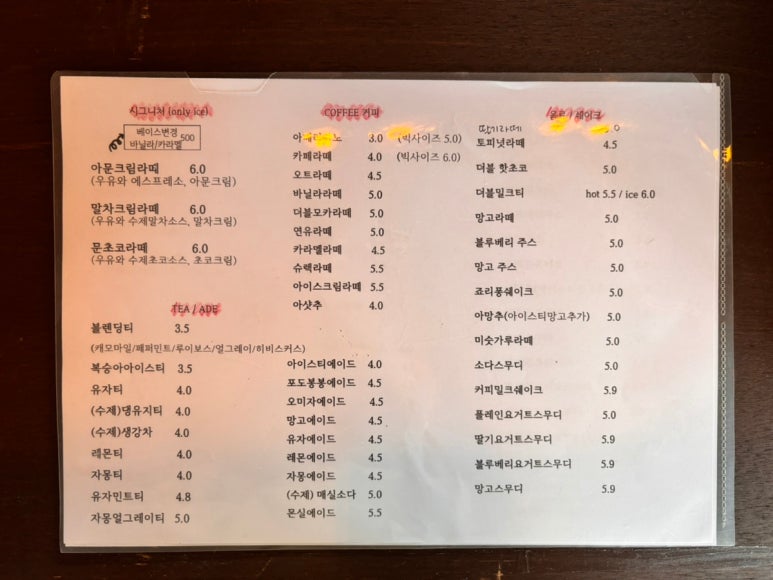 시그니처 (only ice)
베이스변경
바닐라/카라멜 500
아문크림라떼 6.0
(우유와 에스프레소, 아문크림)
말차크림라떼 6.0
(우유와 수제말차소스, 말차크림)
문초코라떼 6.0
(우유와 수제초코소스, 초코크림)
TEA / ADE
블렌딩티 3.5
(캐모마일/페퍼민트/루이보스/얼그레이/히비스커스)
복숭아아이스티 3.5
유자티 4.0
(수제)댕유지티 4.0
(수제)생강차 4.0
레몬티 4.0
자몽티 4.0
유자민트티 4.8
자몽얼그레이티 5.0
COFFEE 커피
3.0 (빅사이즈 5.0)
카페라떼 4.0 (빅사이즈 6.0)
오트라떼 4.5
바닐라라떼 5.0
더블모카라떼 5.0
연유라떼 5.0
카라멜라떼 4.5
슈렉라떼 5.5
아이스크림라떼 5.5
아샷추 4.0
아이스티에이드 4.0
포도봉봉에이드 4.5
오미자에이드 4.5
망고에이드 4.5
유자에이드 4.5
레몬에이드 4.5
자몽에이드 4.5
(수제) 매실소다 5.0
몬실에이드 5.5
음료 / 쉐이크
딸기라떼
토피넛라떼 4.5
더블 핫초코 5.0
더블밀크티 hot 5.5 / ice 6.0
망고라떼 5.0
블루베리 주스 5.0
망고 주스 5.0
죠리퐁쉐이크 5.0
아망추(아이스티망고추가) 5.0
미숫가루라떼 5.0
소다스무디 5.0
커피밀크쉐이크 5.9
플레인요거트스무디 5.0
딸기요거트스무디 5.9
블루베리요거트스무디 5.9
망고스무디 5.9